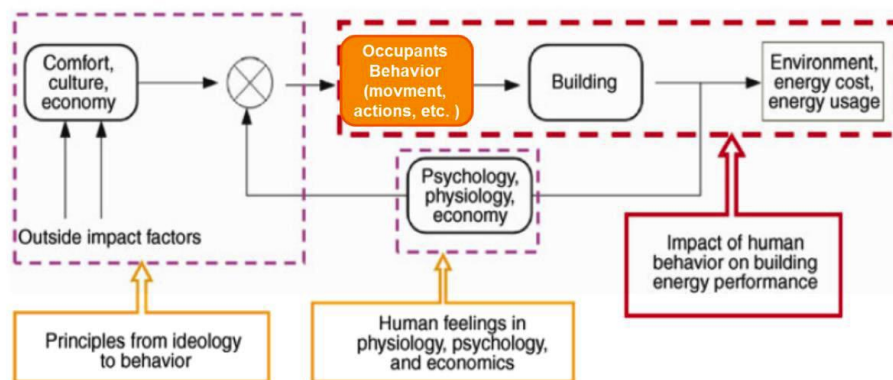 Comfort,
culture,
economy
Occupants
Behavior
(movment,
actions, etc. )
Building
Environment,
energy cost,
energy usage
Psychology,
physiology,
economy
Outside impact factors
Impact of human
behavior on building
energy performance
Principles from ideology
to behavior
Human feelings in
physiology, psychology,
and economics